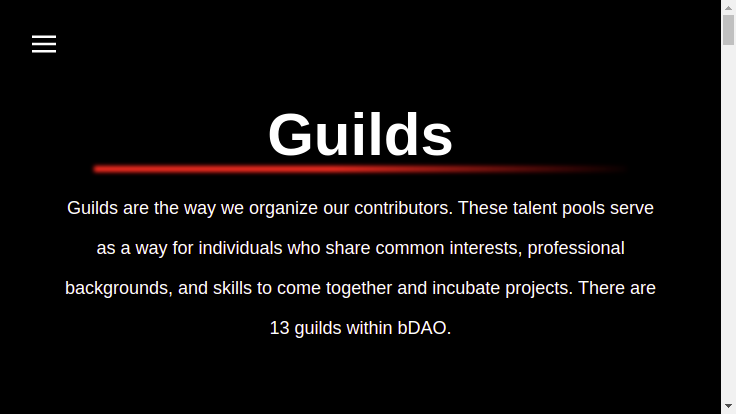 Guilds
Guilds are the way we organize our contributors. These talent pools serve
as a way for individuals who share common interests, professional
backgrounds, and skills to come together and incubate projects. There are
13 guilds within bDAO.